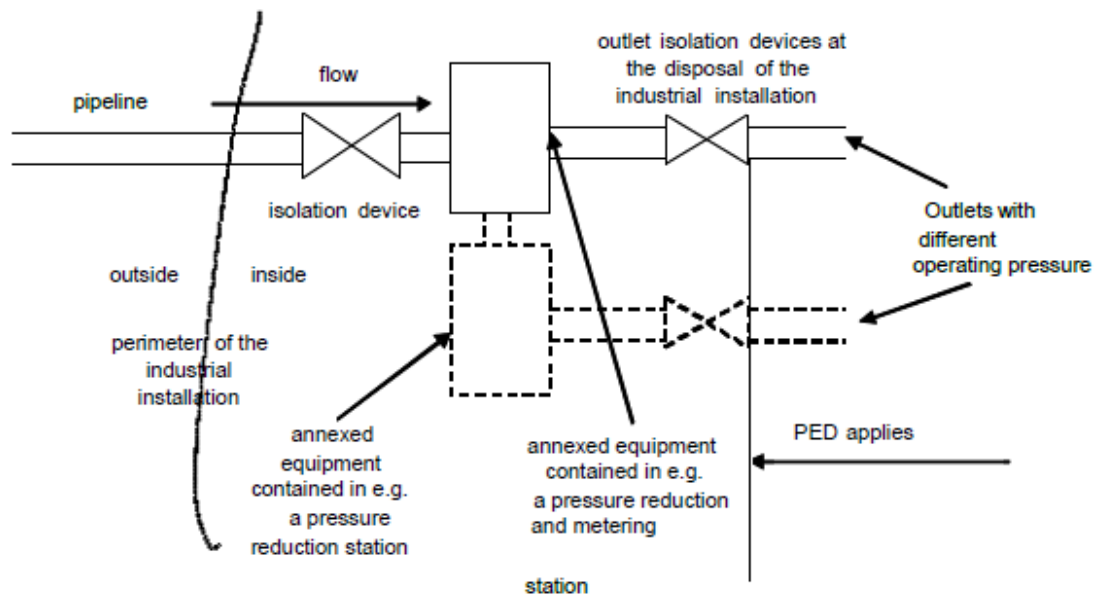 outlet isolation devices at
the disposal of the
industrial installation
flow
pipeline
isolation device
Outlets with
different
operating pressure
outside
inside
perimeter of the
industrial
installation
annexed
equipment
contained in e.g.
a pressure
reduction station
annexed equipment
contained in e.g.
a pressure reduction
and metering
station
PED applies